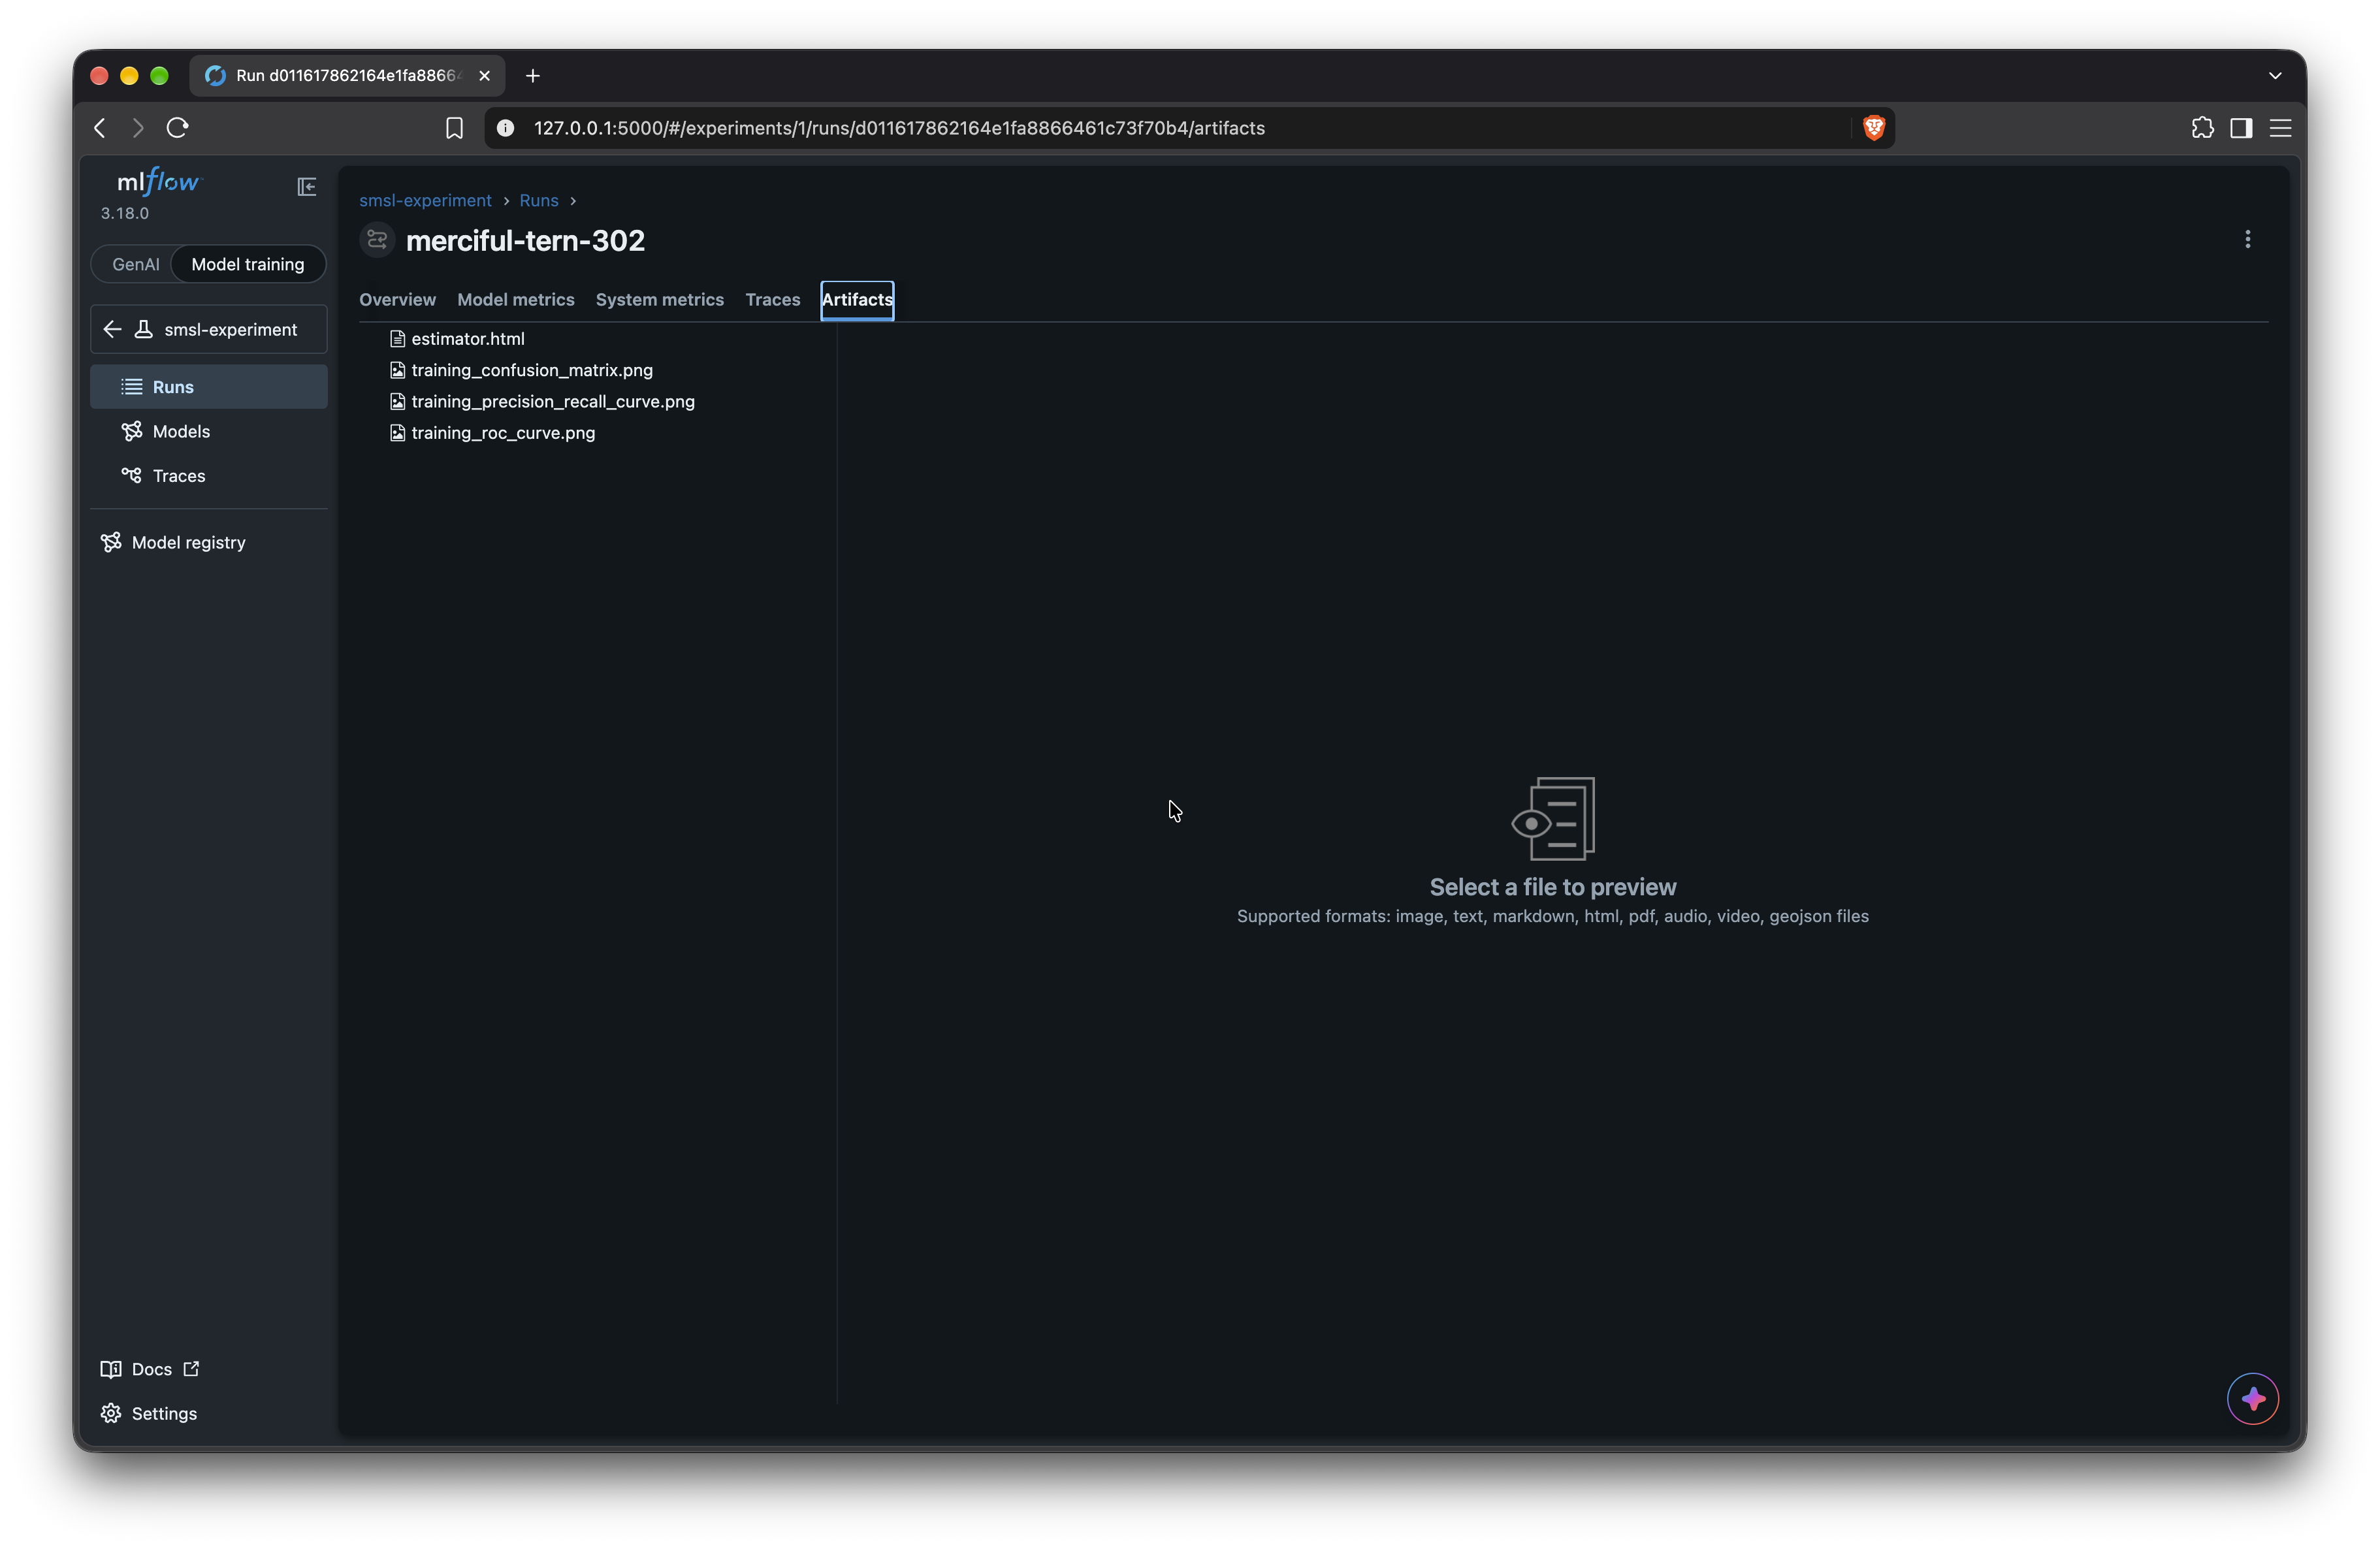 Run d011617862164e1fa8866
127.0.0.1:5000/#/experiments/1/runs/d011617862164e1fa8866461c73f70b4/artifacts
mlflow
3.18.0
GenAI
Model training
smsl-experiment
Runs
Models
Traces
Model registry
Docs
Settings
smsl-experiment > Runs >
merciful-tern-302
Overview
Model metrics
System metrics
Traces
Artifacts
estimator.html
training_confusion_matrix.png
training_precision_recall_curve.png
training_roc_curve.png
Select a file to preview
Supported formats: image, text, markdown, html, pdf, audio, video, geojson files